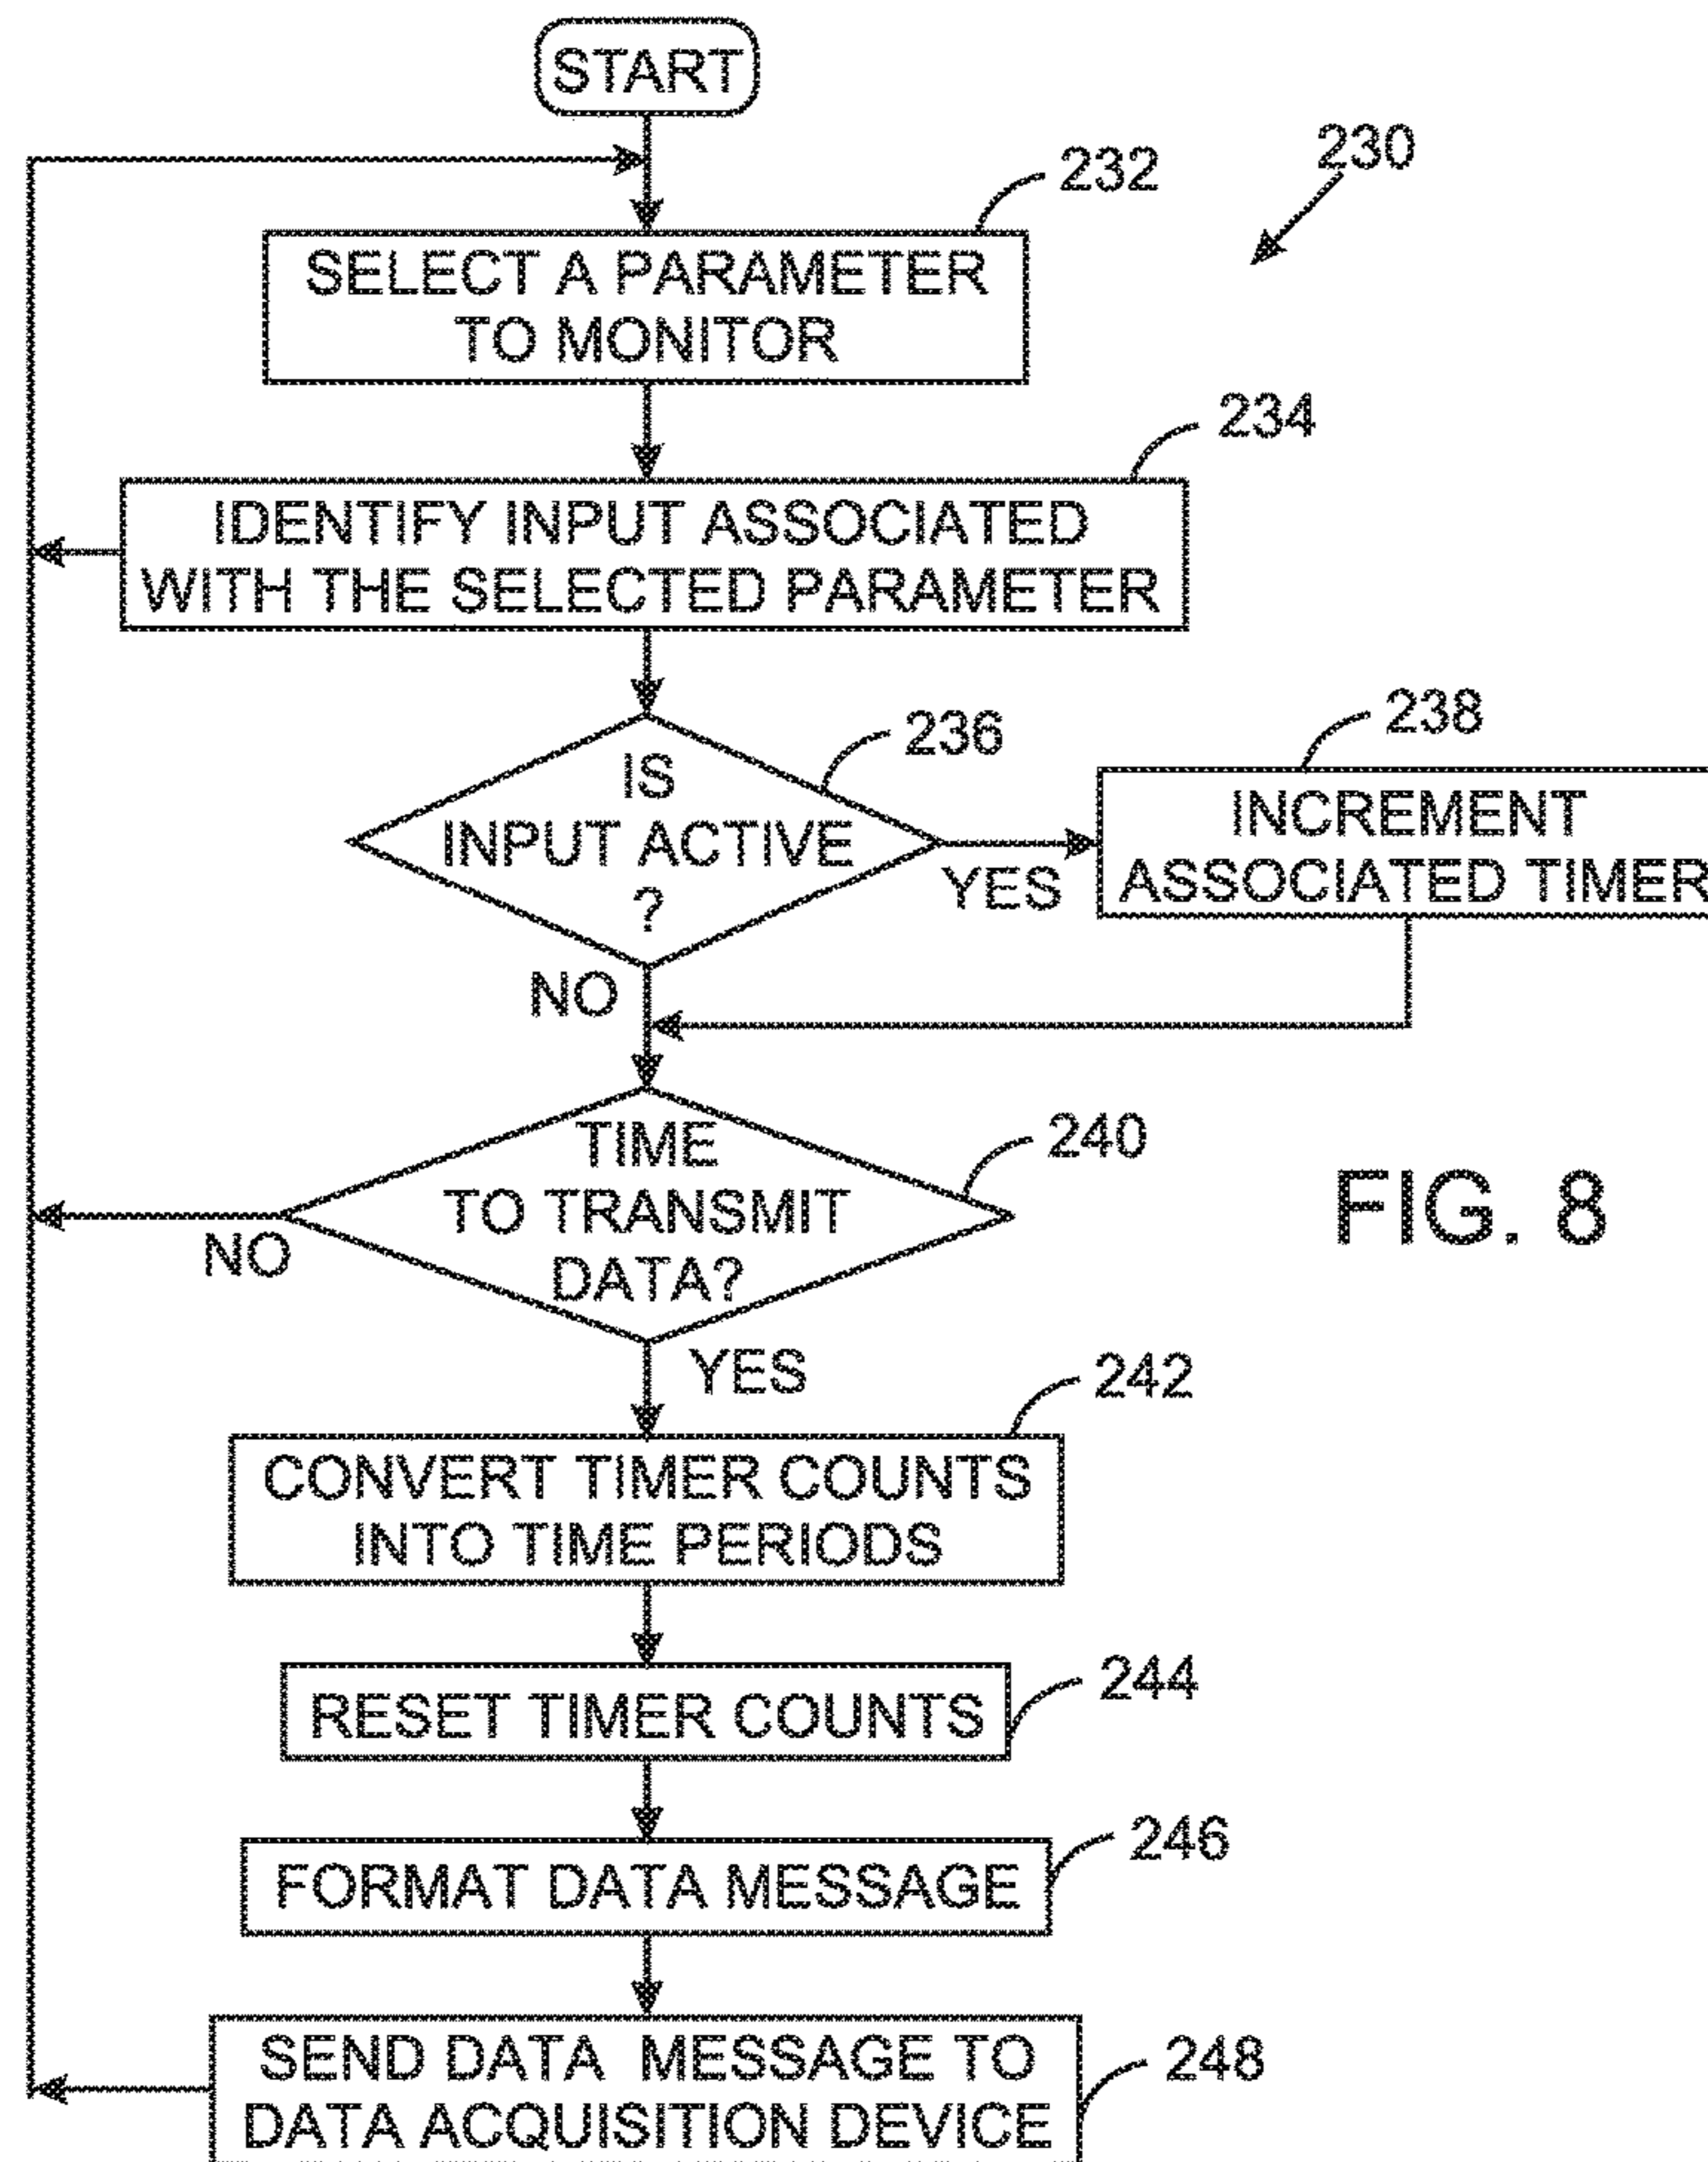 START
230
232
SELECT A PARAMETER
TO MONITOR
234
IDENTIFY INPUT ASSOCIATED
WITH THE SELECTED PARAMETER
236
IS
INPUT ACTIVE
?
YES
NO
238
INCREMENT
ASSOCIATED TIMER
240
TIME
TO TRANSMIT
DATA?
NO
YES
FIG. 8
242
CONVERT TIMER COUNTS
INTO TIME PERIODS
244
RESET TIMER COUNTS
246
FORMAT DATA MESSAGE
248
SEND DATA MESSAGE TO
DATA ACQUISITION DEVICE